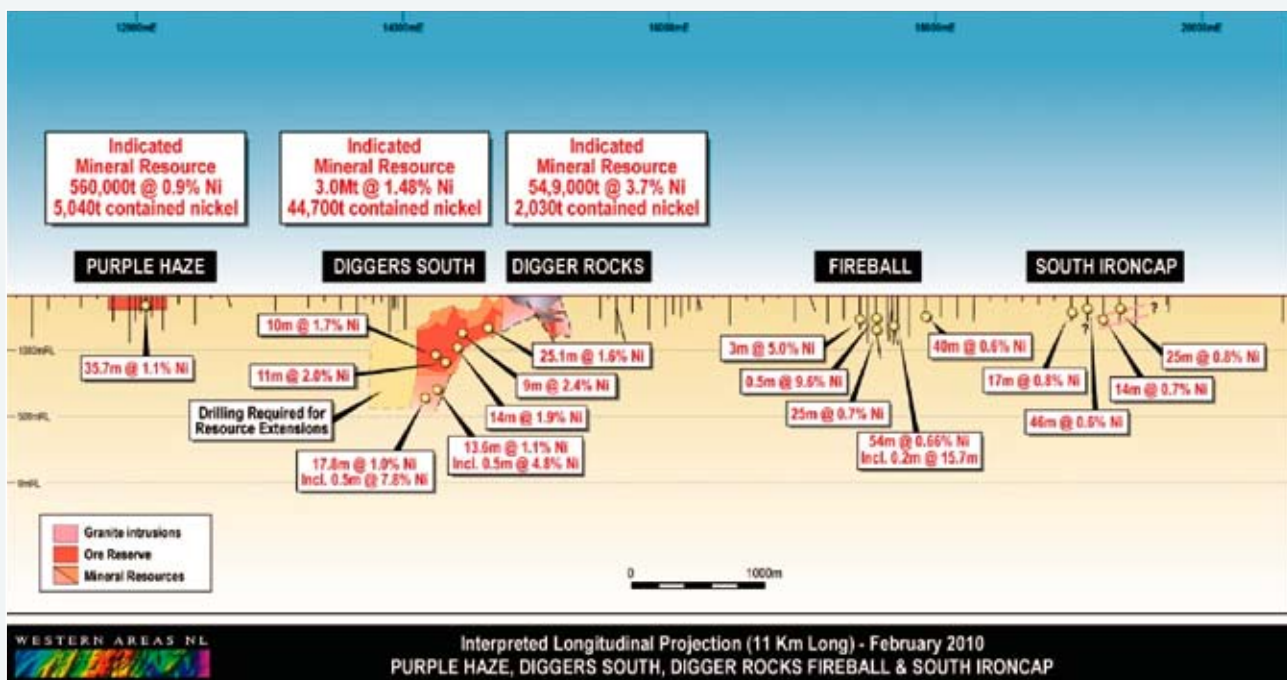 12000mE
14000mE
16000mE
18000mE
20000mE
Indicated
Mineral Resource
560,000t @ 0.9% Ni
5,040t contained nickel
Indicated
Mineral Resource
3.0Mt @ 1.48% Ni
44,700t contained nickel
Indicated
Mineral Resource
54,9,000t @ 3.7% Ni
2,030t contained nickel
PURPLE HAZE
DIGGERS SOUTH
DIGGER ROCKS
FIREBALL
SOUTH IRONCAP
1000mRL
500mRL
0mRL
35.7m @ 1.1% Ni
10m @ 1.7% Ni
11m @ 2.0% Ni
Drilling Required for
Resource Extensions
17.8m @ 1.0% Ni
Incl. 0.5m @ 7.8% Ni
13.6m @ 1.1% Ni
Incl. 0.5m @ 4.8% Ni
14m @ 1.9% Ni
9m @ 2.4% Ni
25.1m @ 1.6% Ni
3m @ 5.0% Ni
0.5m @ 9.6% Ni
25m @ 0.7% Ni
54m @ 0.66% Ni
Incl. 0.2m @ 15.7m
40m @ 0.6% Ni
17m @ 0.8% Ni
46m @ 0.6% Ni
14m @ 0.7% Ni
25m @ 0.8% Ni
?
?
Granite intrusions
Ore Reserve
Mineral Resources
0 1000m
WESTERN AREAS NL
Interpreted Longitudinal Projection (11 Km Long) - February 2010
PURPLE HAZE, DIGGERS SOUTH, DIGGER ROCKS FIREBALL & SOUTH IRONCAP